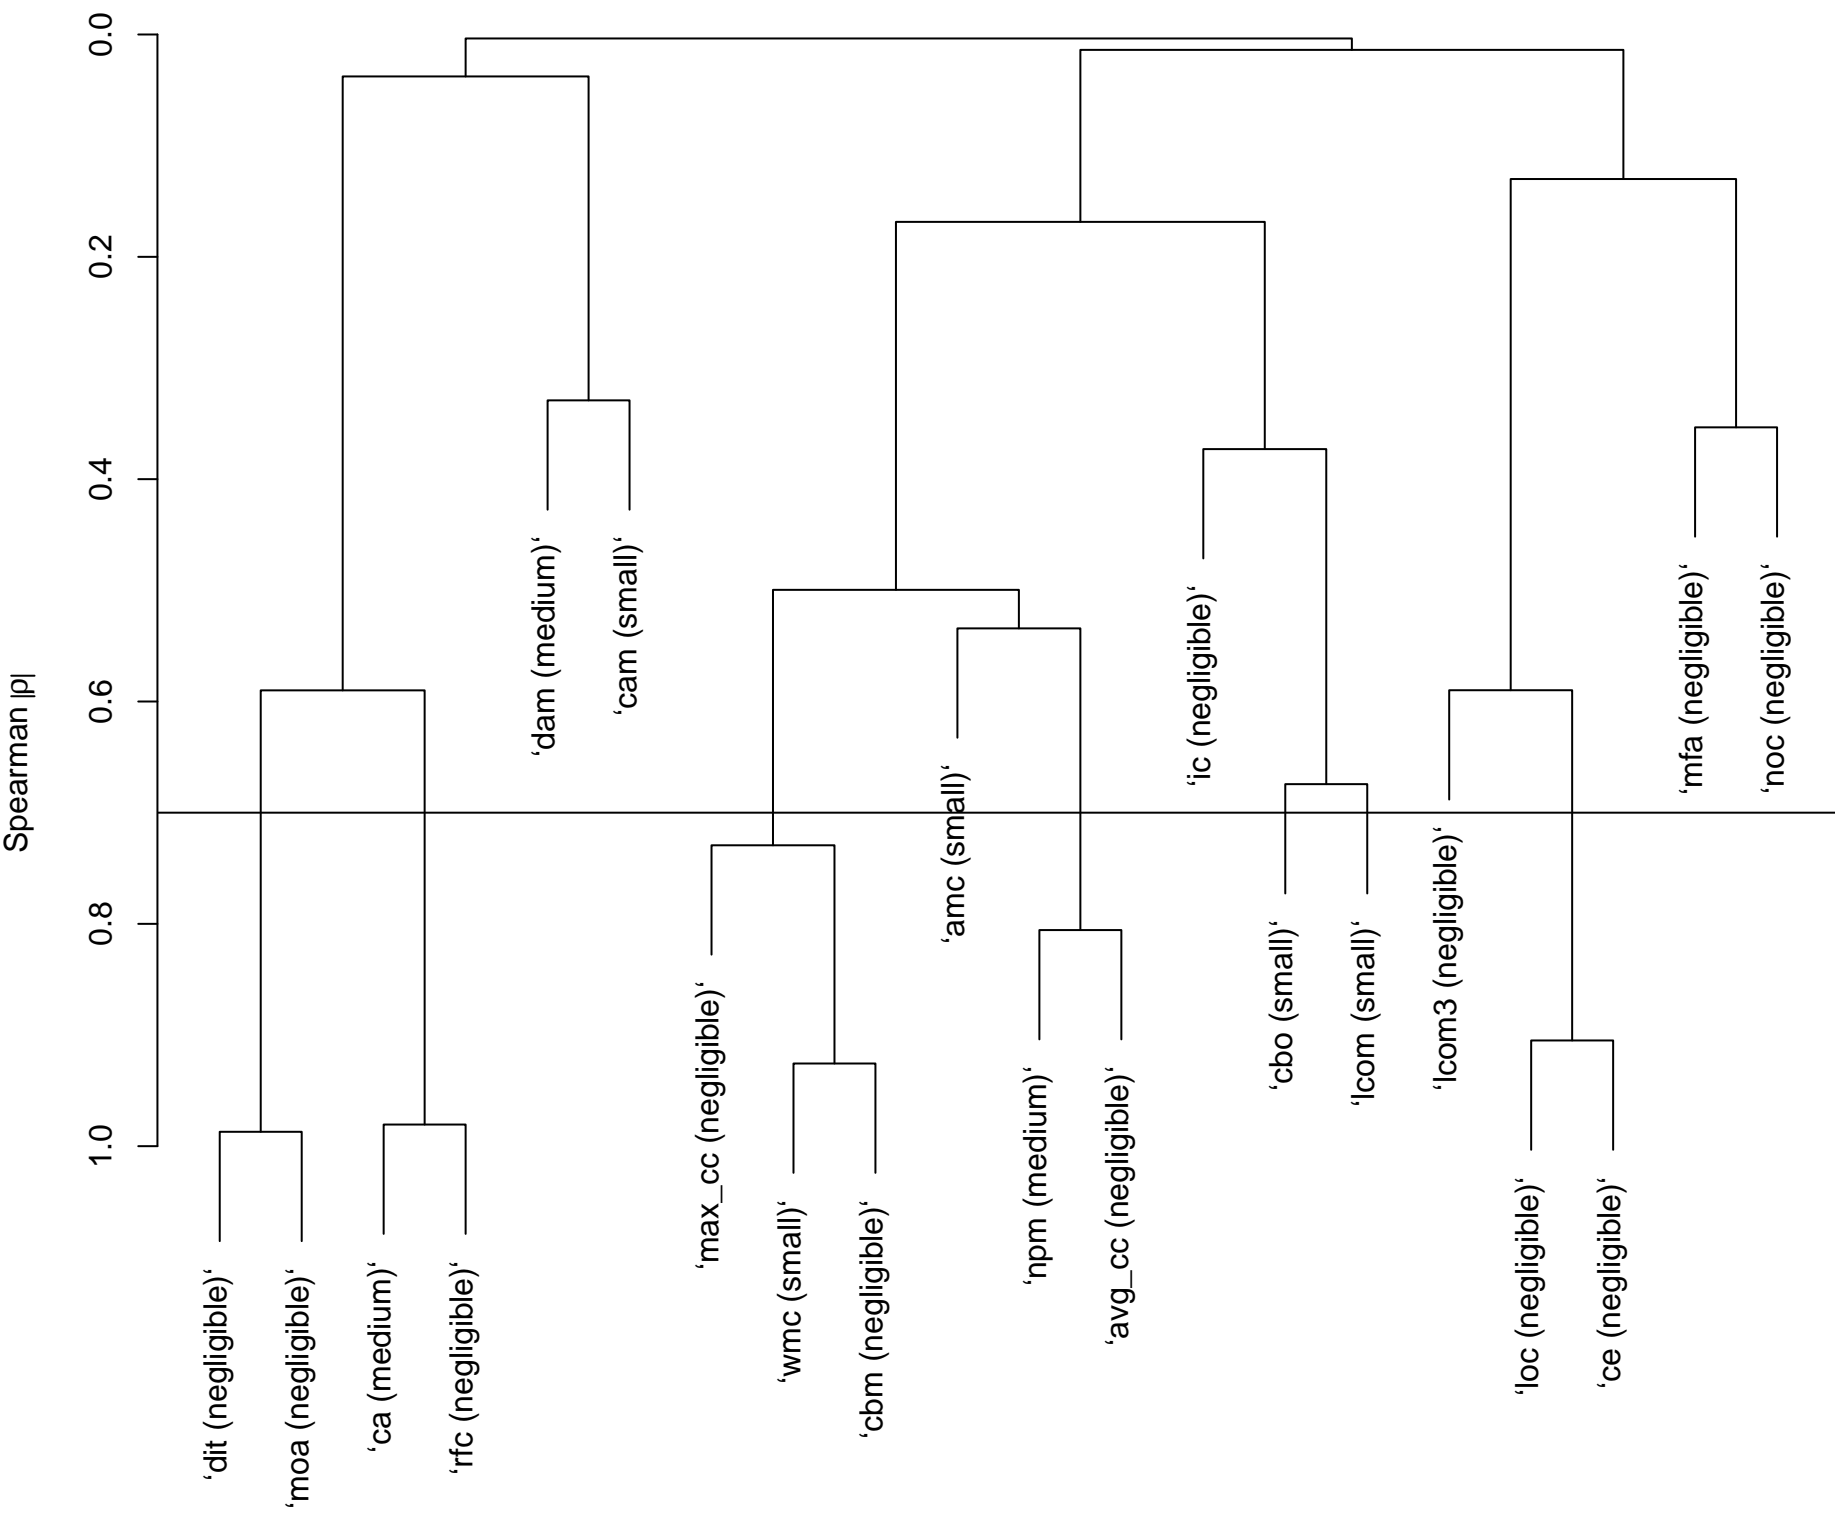 Spearman |ρ|
0.0
0.2
0.4
0.6
0.8
1.0
‘dit (negligible)‘
‘moa (negligible)‘
‘ca (medium)‘
‘rfc (negligible)‘
‘dam (medium)‘
‘cam (small)‘
‘max_cc (negligible)‘
‘wmc (small)‘
‘cbm (negligible)‘
‘amc (small)‘
‘npm (medium)‘
‘avg_cc (negligible)‘
‘ic (negligible)‘
‘cbo (small)‘
‘lcom (small)‘
‘lcom3 (negligible)‘
‘loc (negligible)‘
‘ce (negligible)‘
‘mfa (negligible)‘
‘noc (negligible)‘